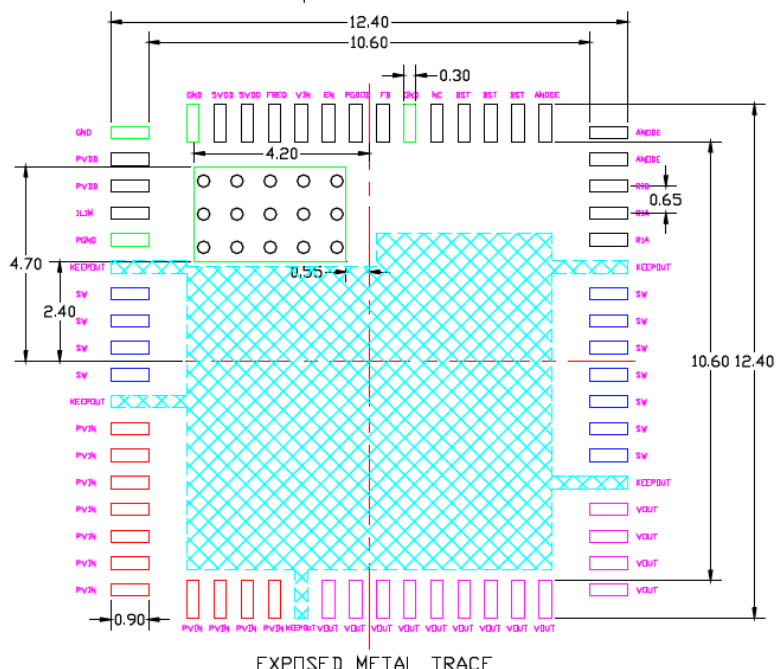 12.40
10.60
0.30
GND 5VDD 5VDD FREQ VIN EN PGOOD FB GND NC BST BST BST ANODE
GND
ANODE
PVDD
4.20
ANODE
PVDD
0.65
ILIM
PGND
KEEPOUT
4.70
0.55
KEEPOUT
SW
SW
2.40
SW
SW
SW
SW
10.60 12.40
SW
SW
KEEPOUT
SW
PVIN
SW
PVIN
SW
PVIN
KEEPOUT
PVIN
VOUT
PVIN
VOUT
PVIN
VOUT
PVIN
VOUT
0.90
PVIN PVIN PVIN PVIN KEEPOUT VOUT VOUT VOUT VOUT VOUT VOUT VOUT VOUT VOUT
EXPOSED METAL TRACE